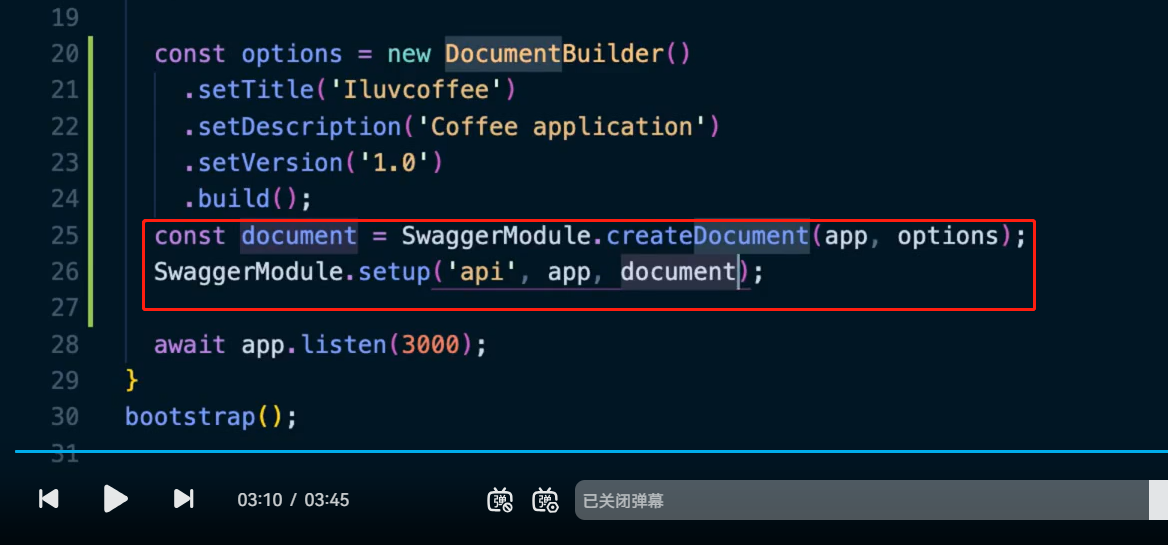 19
20 const options = new DocumentBuilder()
21 .setTitle('Iluvcoffee')
22 .setDescription('Coffee application')
23 .setVersion('1.0')
24 .build();
25 const document = SwaggerModule.createDocument(app, options);
26 SwaggerModule.setup('api', app, document);
27
28 await app.listen(3000);
29 }
30 bootstrap();
31
03:10 / 03:45 弹 弹 已关闭弹幕